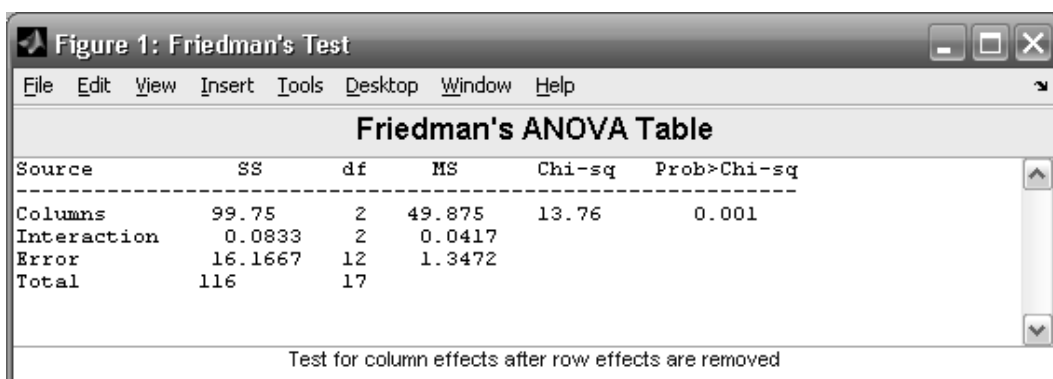 Figure 1: Friedman's Test
File Edit View Insert Tools Desktop Window Help
Friedman's ANOVA Table
Source SS df MS Chi-sq Prob>Chi-sq
Columns 99.75 2 49.875 13.76 0.001
Interaction 0.0833 2 0.0417
Error 16.1667 12 1.3472
Total 116 17
Test for column effects after row effects are removed